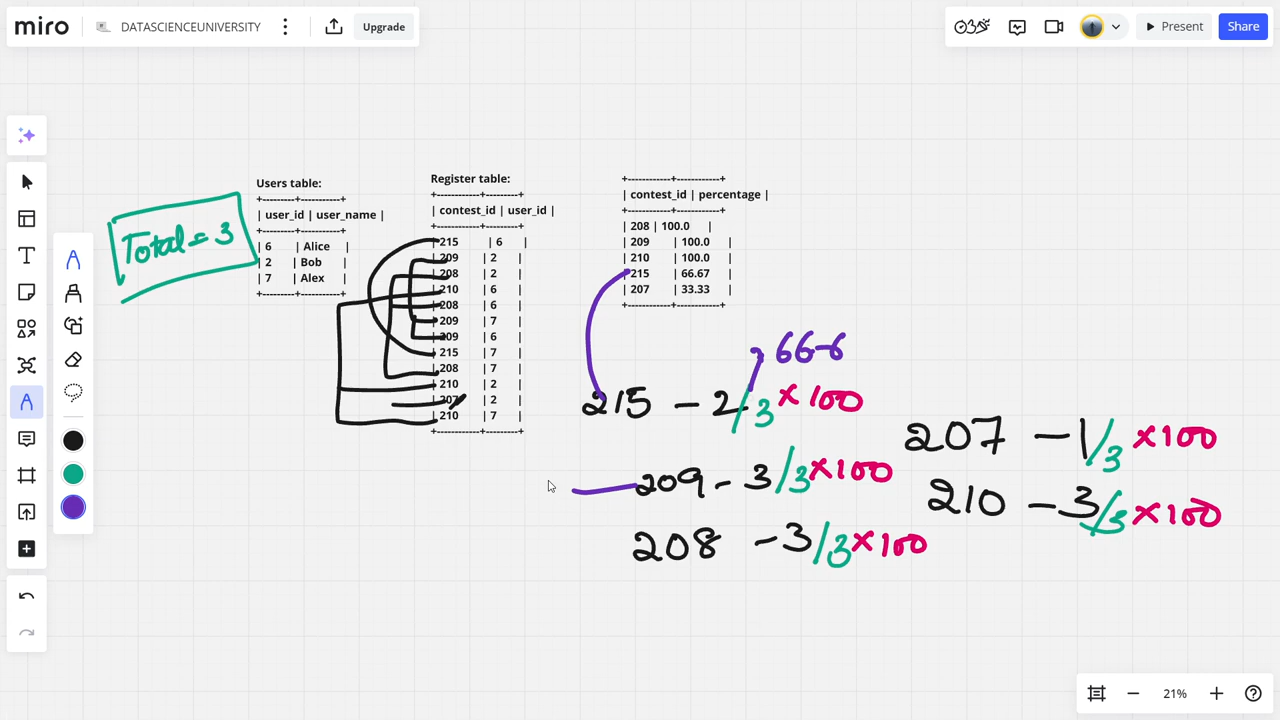 miro
DATASCIENCEUNIVERSITY
Upgrade
Present
Share
Total = 3
Users table:
+---------+-----------+
| user_id | user_name |
+---------+-----------+
| 6 | Alice |
| 2 | Bob |
| 7 | Alex |
+---------+-----------+
Register table:
+------------+---------+
| contest_id | user_id |
+------------+---------+
| 215 | 6 |
| 209 | 2 |
| 208 | 2 |
| 210 | 6 |
| 208 | 6 |
| 209 | 7 |
| 209 | 6 |
| 215 | 7 |
| 208 | 7 |
| 210 | 2 |
| 207 | 2 |
| 210 | 7 |
+------------+---------+
+------------+------------+
| contest_id | percentage |
+------------+------------+
| 208 | 100.0 |
| 209 | 100.0 |
| 210 | 100.0 |
| 215 | 66.67 |
| 207 | 33.33 |
+------------+------------+
66-6
215 - 2/3 × 100
209 - 3/3 × 100
208 - 3/3 × 100
207 - 1/3 × 100
210 - 3/3 × 100
21%